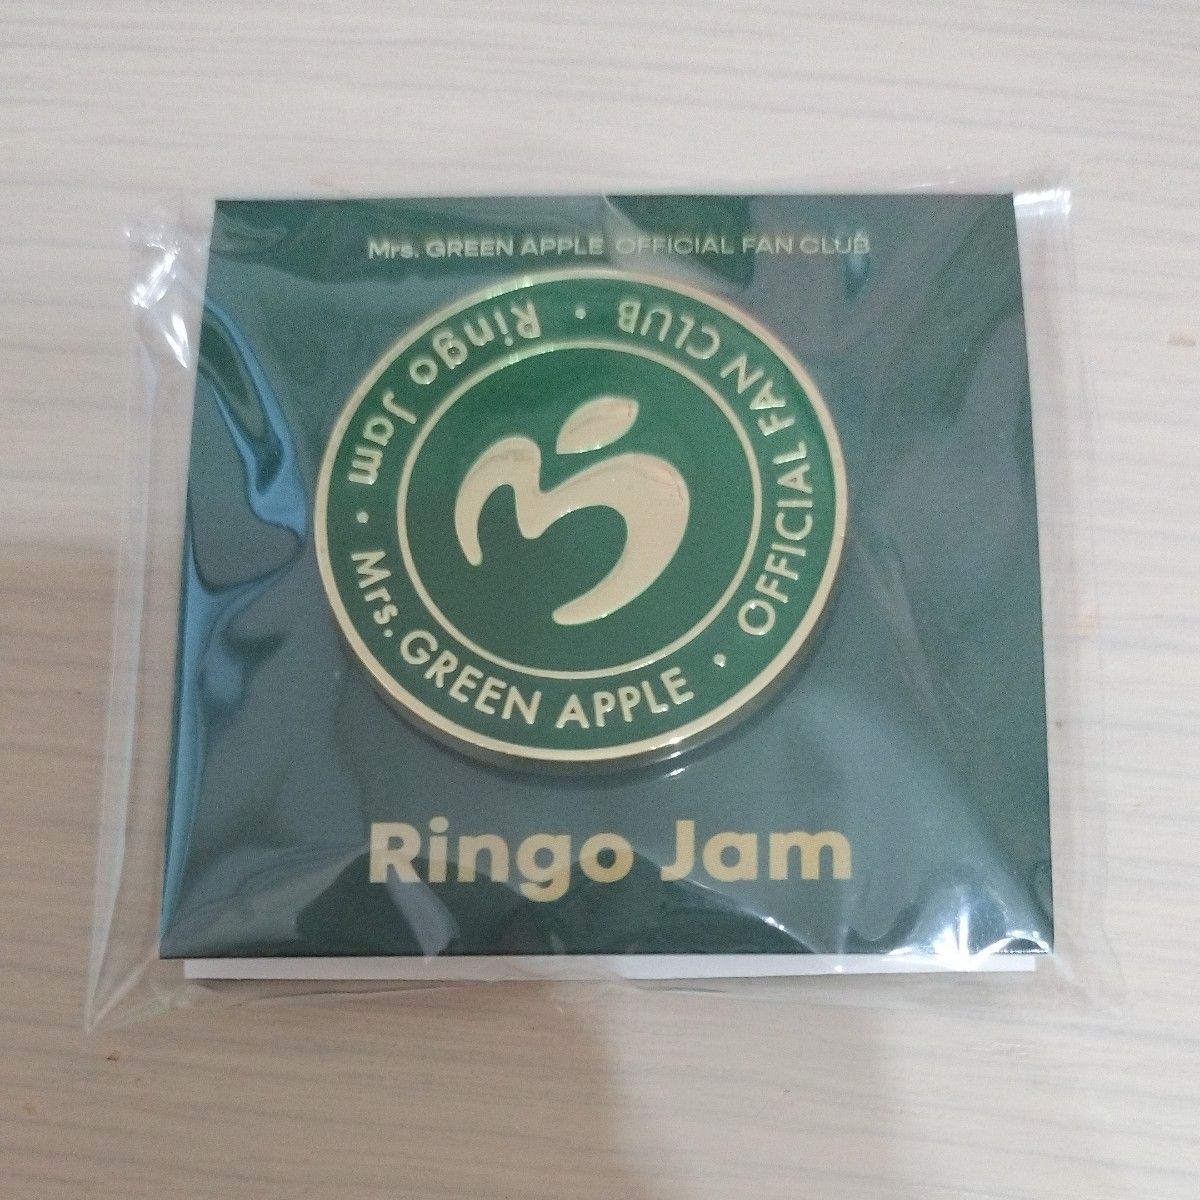 Mrs. GREEN APPLE OFFICIAL FAN CLUB
Ringo Jam • Mrs. GREEN APPLE • OFFICIAL FAN CLUB •
Ringo Jam